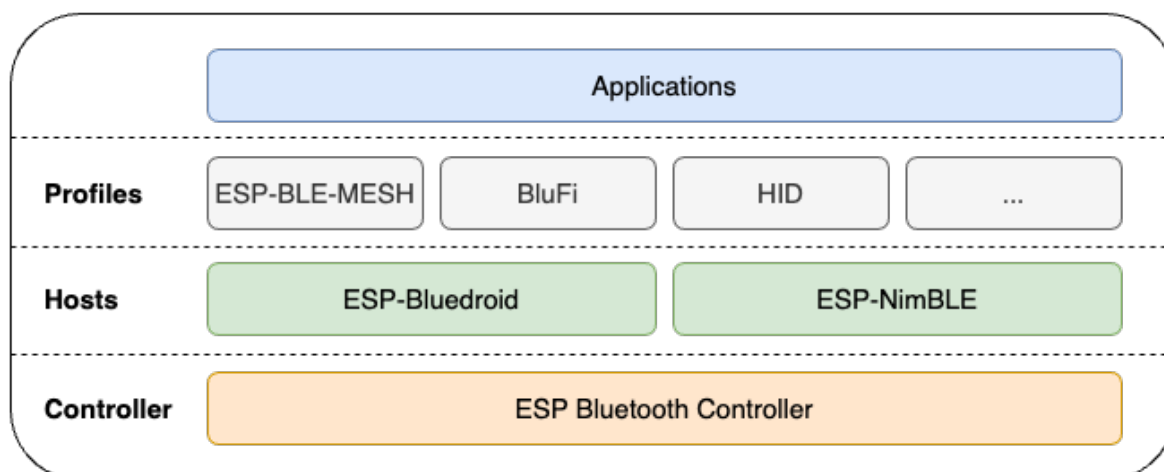 Applications
Profiles
ESP-BLE-MESH
BluFi
HID
...
Hosts
ESP-Bluedroid
ESP-NimBLE
Controller
ESP Bluetooth Controller